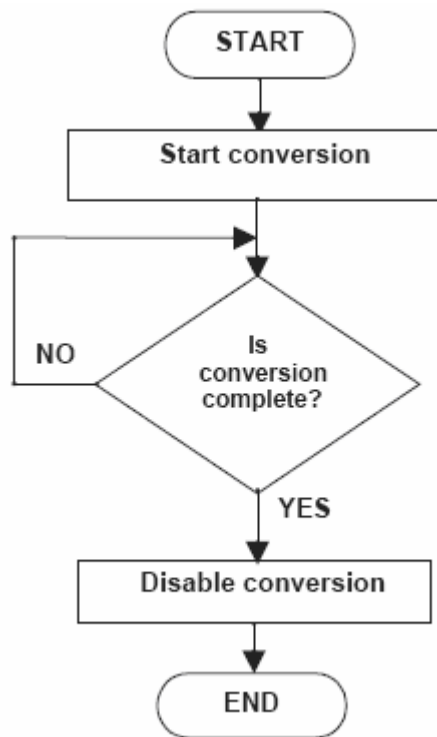 START
Start conversion
Is
conversion
complete?
NO
YES
Disable conversion
END